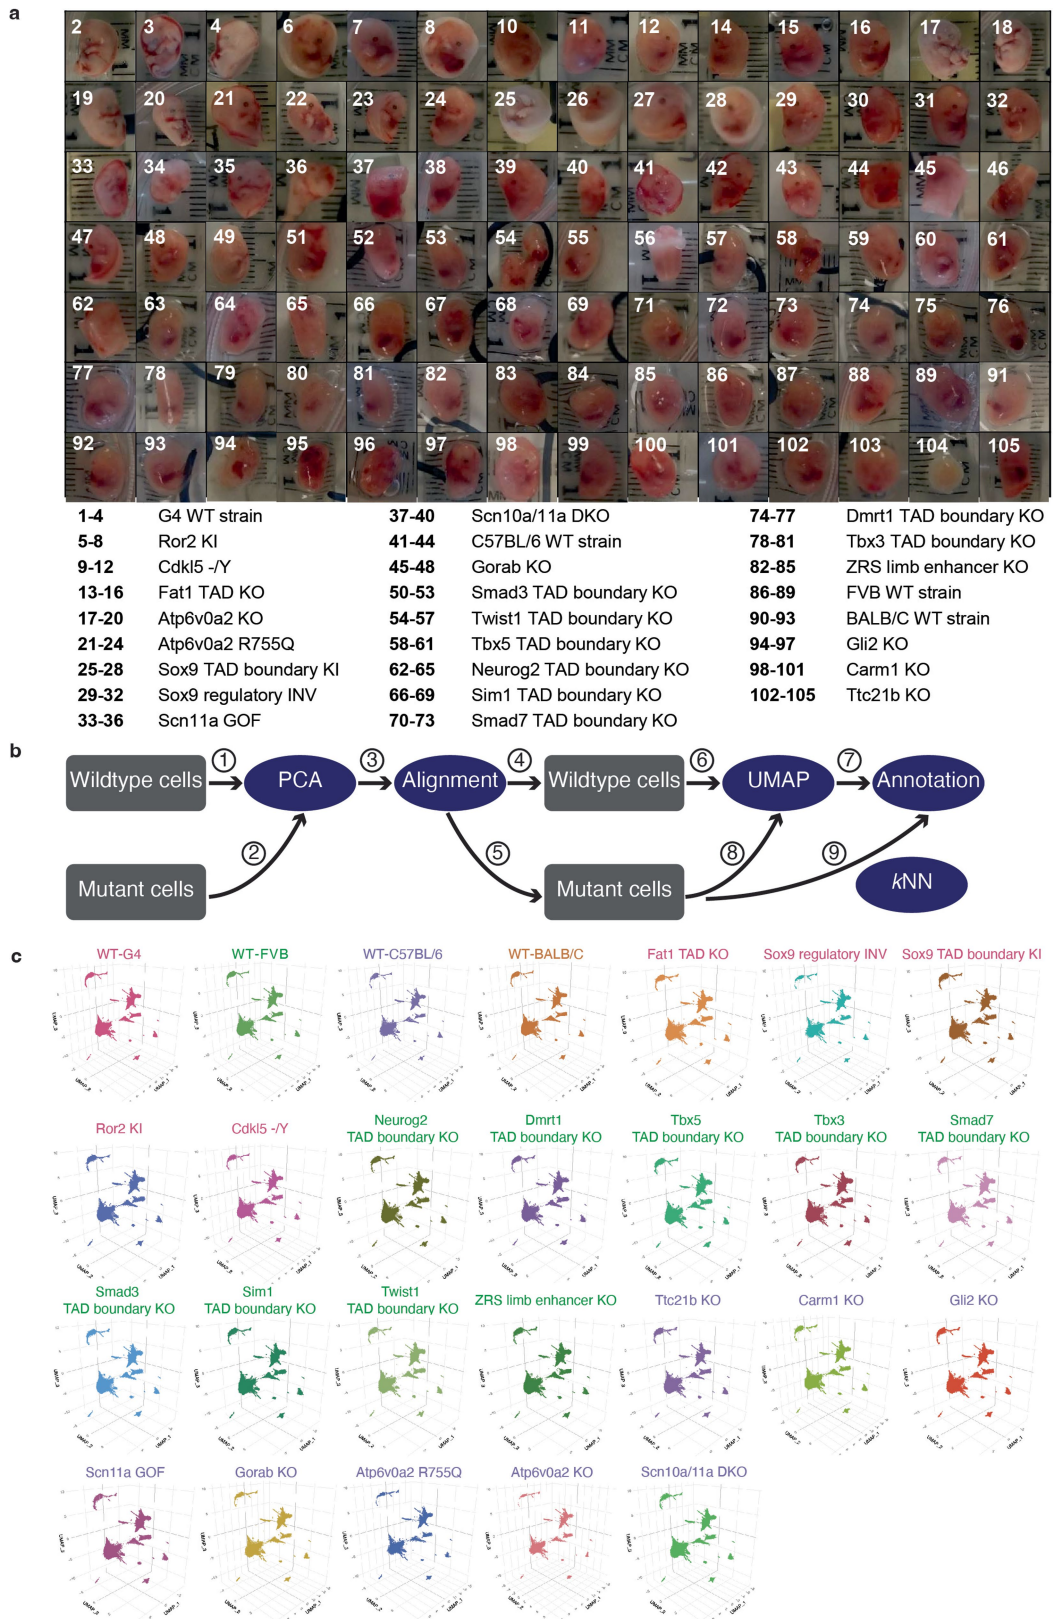 a
2 3 4 6 7 8 10 11 12 14 15 16 17 18
19 20 21 22 23 24 25 26 27 28 29 30 31 32
33 34 35 36 37 38 39 40 41 42 43 44 45 46
47 48 49 51 52 53 54 55 56 57 58 59 60 61
62 63 64 65 66 67 68 69 71 72 73 74 75 76
77 78 79 80 81 82 83 84 85 86 87 88 89 91
92 93 94 95 96 97 98 99 100 101 102 103 104 105
1-4 G4 WT strain
5-8 Ror2 KI
9-12 Cdkl5 -/Y
13-16 Fat1 TAD KO
17-20 Atp6v0a2 KO
21-24 Atp6v0a2 R755Q
25-28 Sox9 TAD boundary KI
29-32 Sox9 regulatory INV
33-36 Scn11a GOF
37-40 Scn10a/11a DKO
41-44 C57BL/6 WT strain
45-48 Gorab KO
50-53 Smad3 TAD boundary KO
54-57 Twist1 TAD boundary KO
58-61 Tbx5 TAD boundary KO
62-65 Neurog2 TAD boundary KO
66-69 Sim1 TAD boundary KO
70-73 Smad7 TAD boundary KO
74-77 Dmrt1 TAD boundary KO
78-81 Tbx3 TAD boundary KO
82-85 ZRS limb enhancer KO
86-89 FVB WT strain
90-93 BALB/C WT strain
94-97 Gli2 KO
98-101 Carm1 KO
102-105 Ttc21b KO
b
Wildtype cells 1 PCA 3 Alignment 4 Wildtype cells 6 UMAP 7 Annotation
2 5 8 9
Mutant cells Mutant cells kNN
c
WT-G4 WT-FVB WT-C57BL/6 WT-BALB/C Fat1 TAD KO Sox9 regulatory INV Sox9 TAD boundary KI
UMAP_3 UMAP_2 UMAP_1
Ror2 KI Cdkl5 -/Y Neurog2 Dmrt1 Tbx5 Tbx3 Smad7
TAD boundary KO TAD boundary KO TAD boundary KO TAD boundary KO TAD boundary KO
UMAP_3 UMAP_2 UMAP_1
Smad3 Sim1 Twist1 ZRS limb enhancer KO Ttc21b KO Carm1 KO Gli2 KO
TAD boundary KO TAD boundary KO TAD boundary KO
UMAP_3 UMAP_2 UMAP_1
Scn11a GOF Gorab KO Atp6v0a2 R755Q Atp6v0a2 KO Scn10a/11a DKO
UMAP_3 UMAP_2 UMAP_1